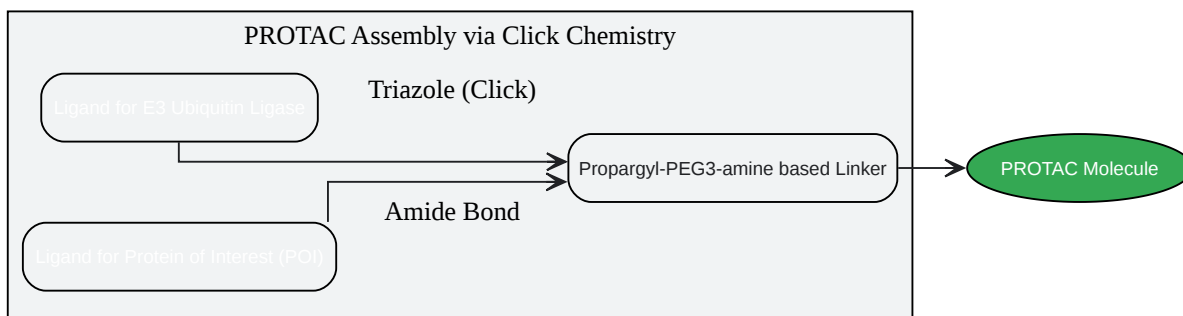 PROTAC Assembly via Click Chemistry
Triazole (Click)
Ligand for E3 Ubiquitin Ligase
Propargyl-PEG3-amine based Linker
PROTAC Molecule
Amide Bond
Ligand for Protein of Interest (POI)